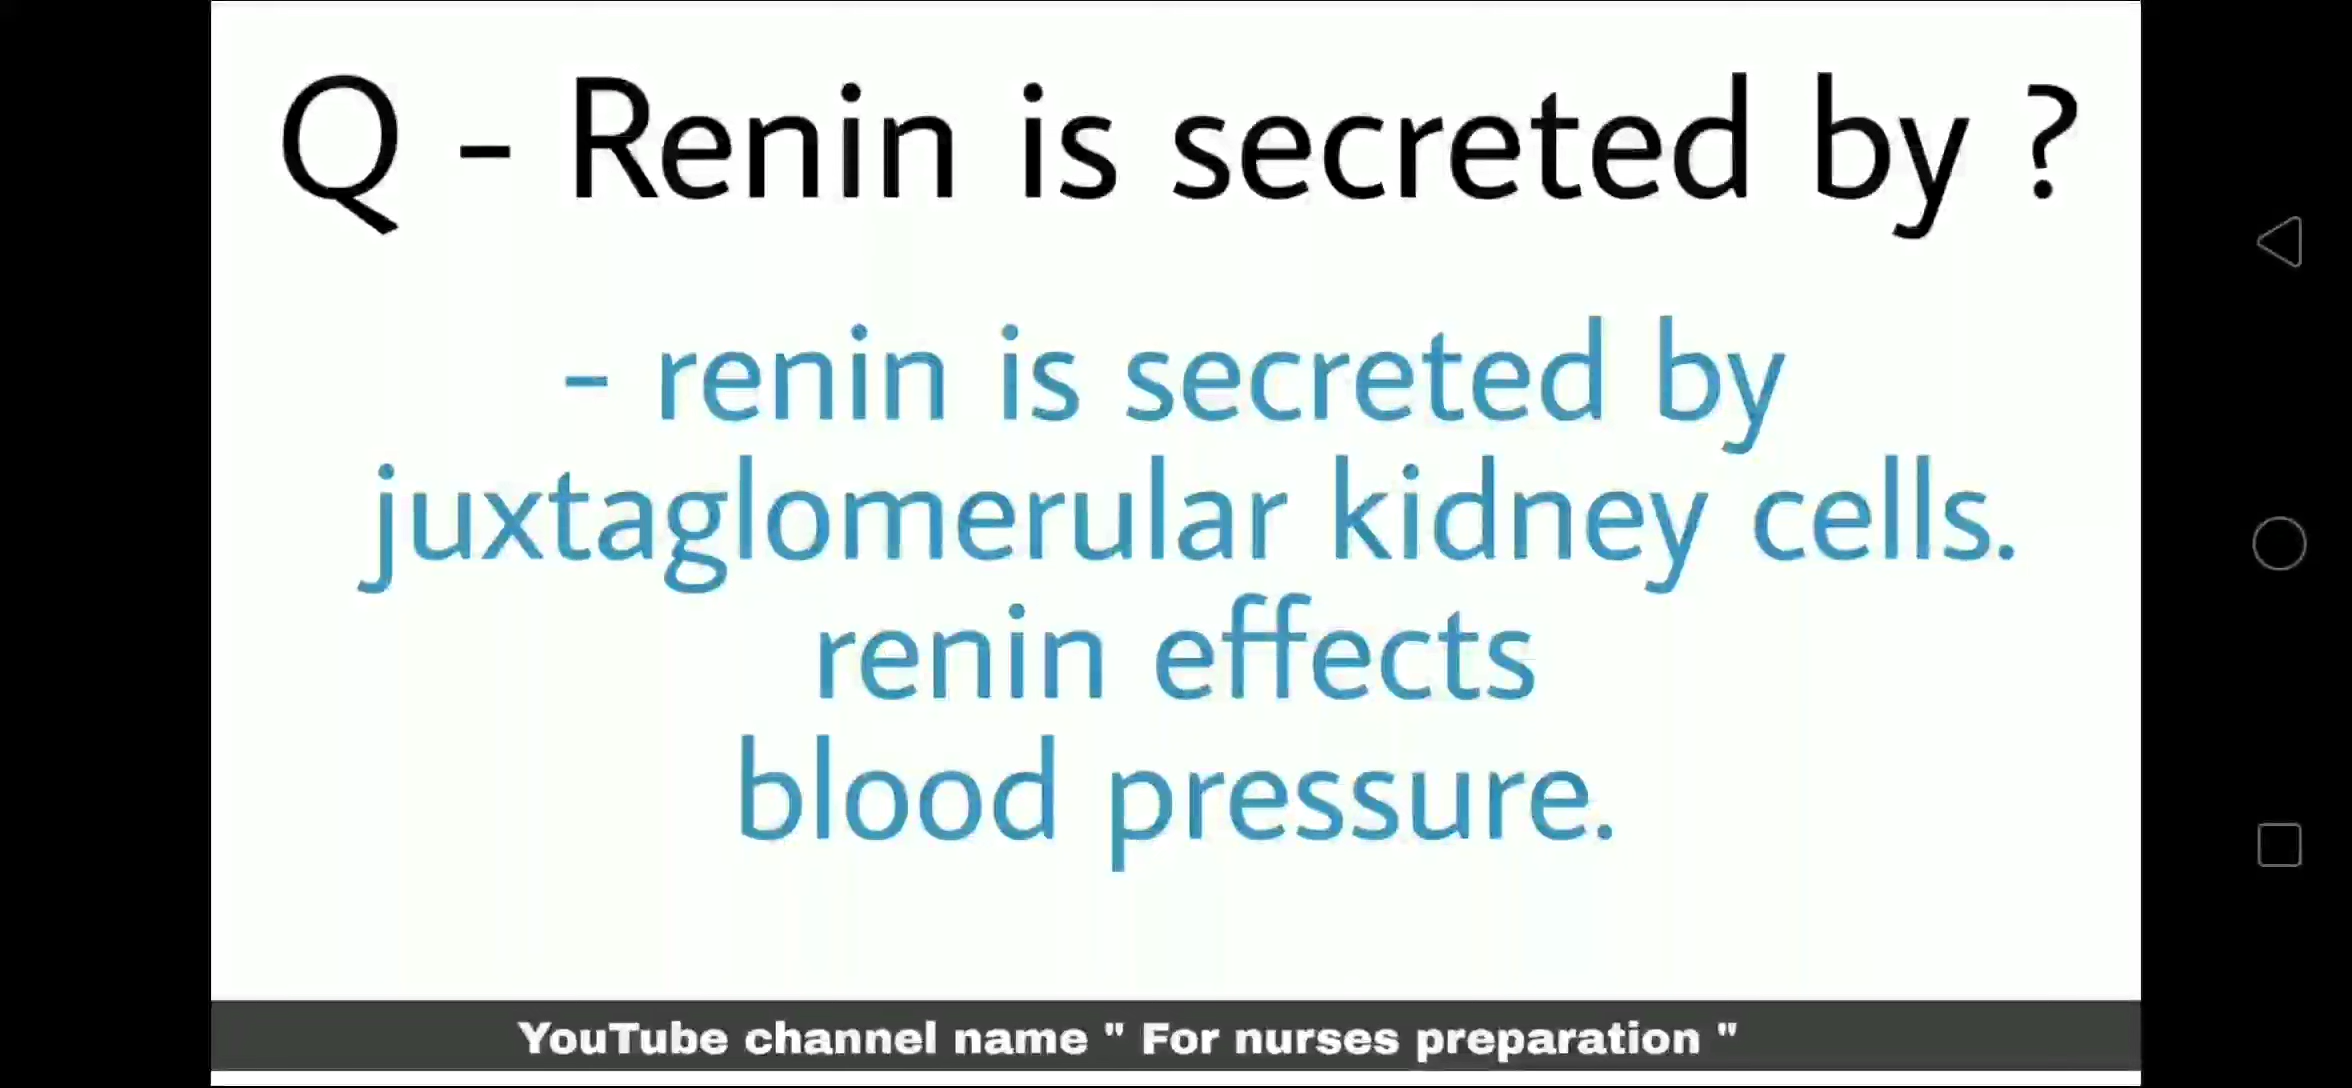 Q - Renin is secreted by ?
- renin is secreted by
juxtaglomerular kidney cells.
renin effects
blood pressure.
YouTube channel name " For nurses preparation "